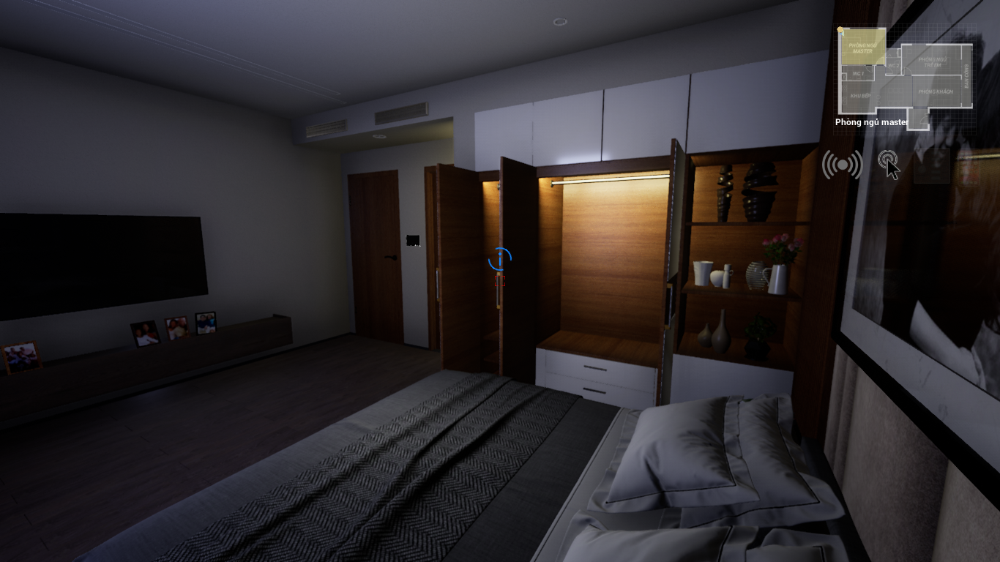 PHÒNG NGỦ
MASTER
WC 1
WC 2
PHÒNG NGỦ
TRẺ EM
BAN CÔNG
KHU BẾP
PHÒNG KHÁCH
Phòng ngủ master